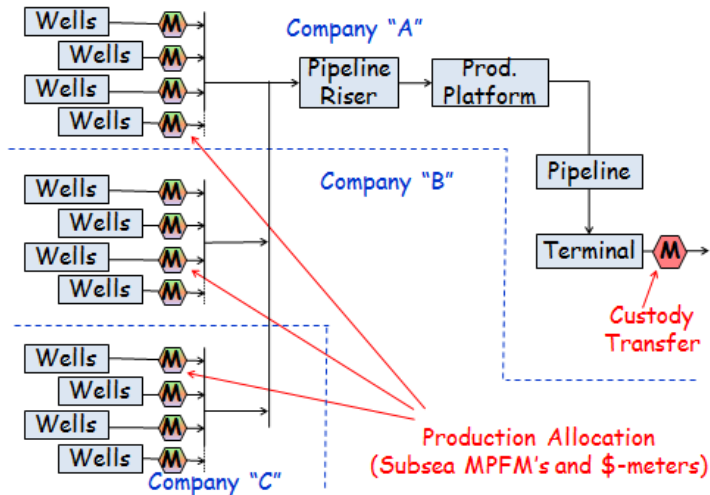 Wells M
Company “A”
Wells M
Pipeline
Riser
Prod.
Platform
Wells M
Wells M
Company “B”
Pipeline
Wells M
Wells M
Wells M
Terminal M
Wells M
Custody
Transfer
Wells M
Wells M
Wells M
Production Allocation
Wells M
(Subsea MPFM's and $-meters)
Company “C”